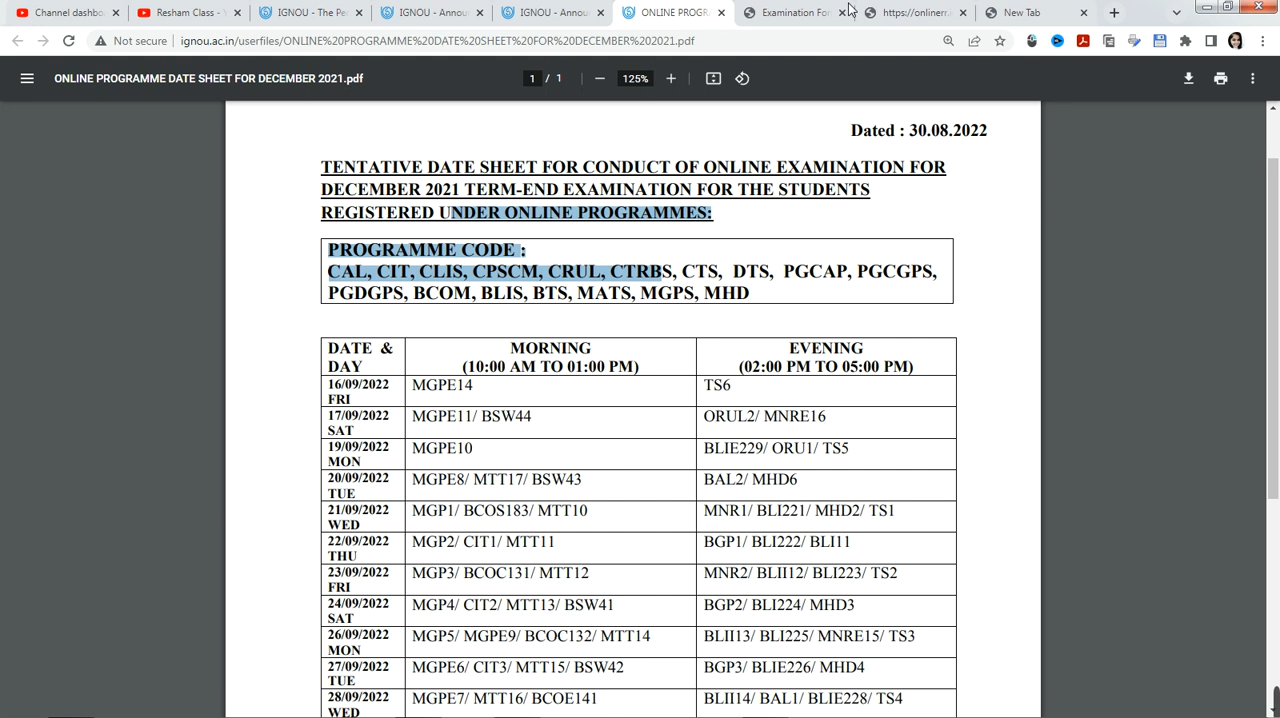 Channel dashbo
Resham Class - Y
IGNOU - The Pe
IGNOU - Annou
IGNOU - Annou
ONLINE PROGR
Examination For
https://onlinerr.i
New Tab
Not secure
ignou.ac.in/userfiles/ONLINE%20PROGRAMME%20DATE%20SHEET%20FOR%20DECEMBER%202021.pdf
ONLINE PROGRAMME DATE SHEET FOR DECEMBER 2021.pdf
1 / 1
125%
Dated : 30.08.2022
TENTATIVE DATE SHEET FOR CONDUCT OF ONLINE EXAMINATION FOR
DECEMBER 2021 TERM-END EXAMINATION FOR THE STUDENTS
REGISTERED UNDER ONLINE PROGRAMMES:
PROGRAMME CODE :
CAL, CIT, CLIS, CPSCM, CRUL, CTRBS, CTS, DTS, PGCAP, PGCGPS,
PGDGPS, BCOM, BLIS, BTS, MATS, MGPS, MHD
DATE & DAY
MORNING
(10:00 AM TO 01:00 PM)
EVENING
(02:00 PM TO 05:00 PM)
16/09/2022 FRI MGPE14 TS6
17/09/2022 SAT MGPE11/ BSW44 ORUL2/ MNRE16
19/09/2022 MON MGPE10 BLIE229/ ORU1/ TS5
20/09/2022 TUE MGPE8/ MTT17/ BSW43 BAL2/ MHD6
21/09/2022 WED MGP1/ BCOS183/ MTT10 MNR1/ BLI221/ MHD2/ TS1
22/09/2022 THU MGP2/ CIT1/ MTT11 BGP1/ BLI222/ BLI11
23/09/2022 FRI MGP3/ BCOC131/ MTT12 MNR2/ BLII12/ BLI223/ TS2
24/09/2022 SAT MGP4/ CIT2/ MTT13/ BSW41 BGP2/ BLI224/ MHD3
26/09/2022 MON MGP5/ MGPE9/ BCOC132/ MTT14 BLII13/ BLI225/ MNRE15/ TS3
27/09/2022 TUE MGPE6/ CIT3/ MTT15/ BSW42 BGP3/ BLIE226/ MHD4
28/09/2022 WED MGPE7/ MTT16/ BCOE141 BLII14/ BAL1/ BLIE228/ TS4